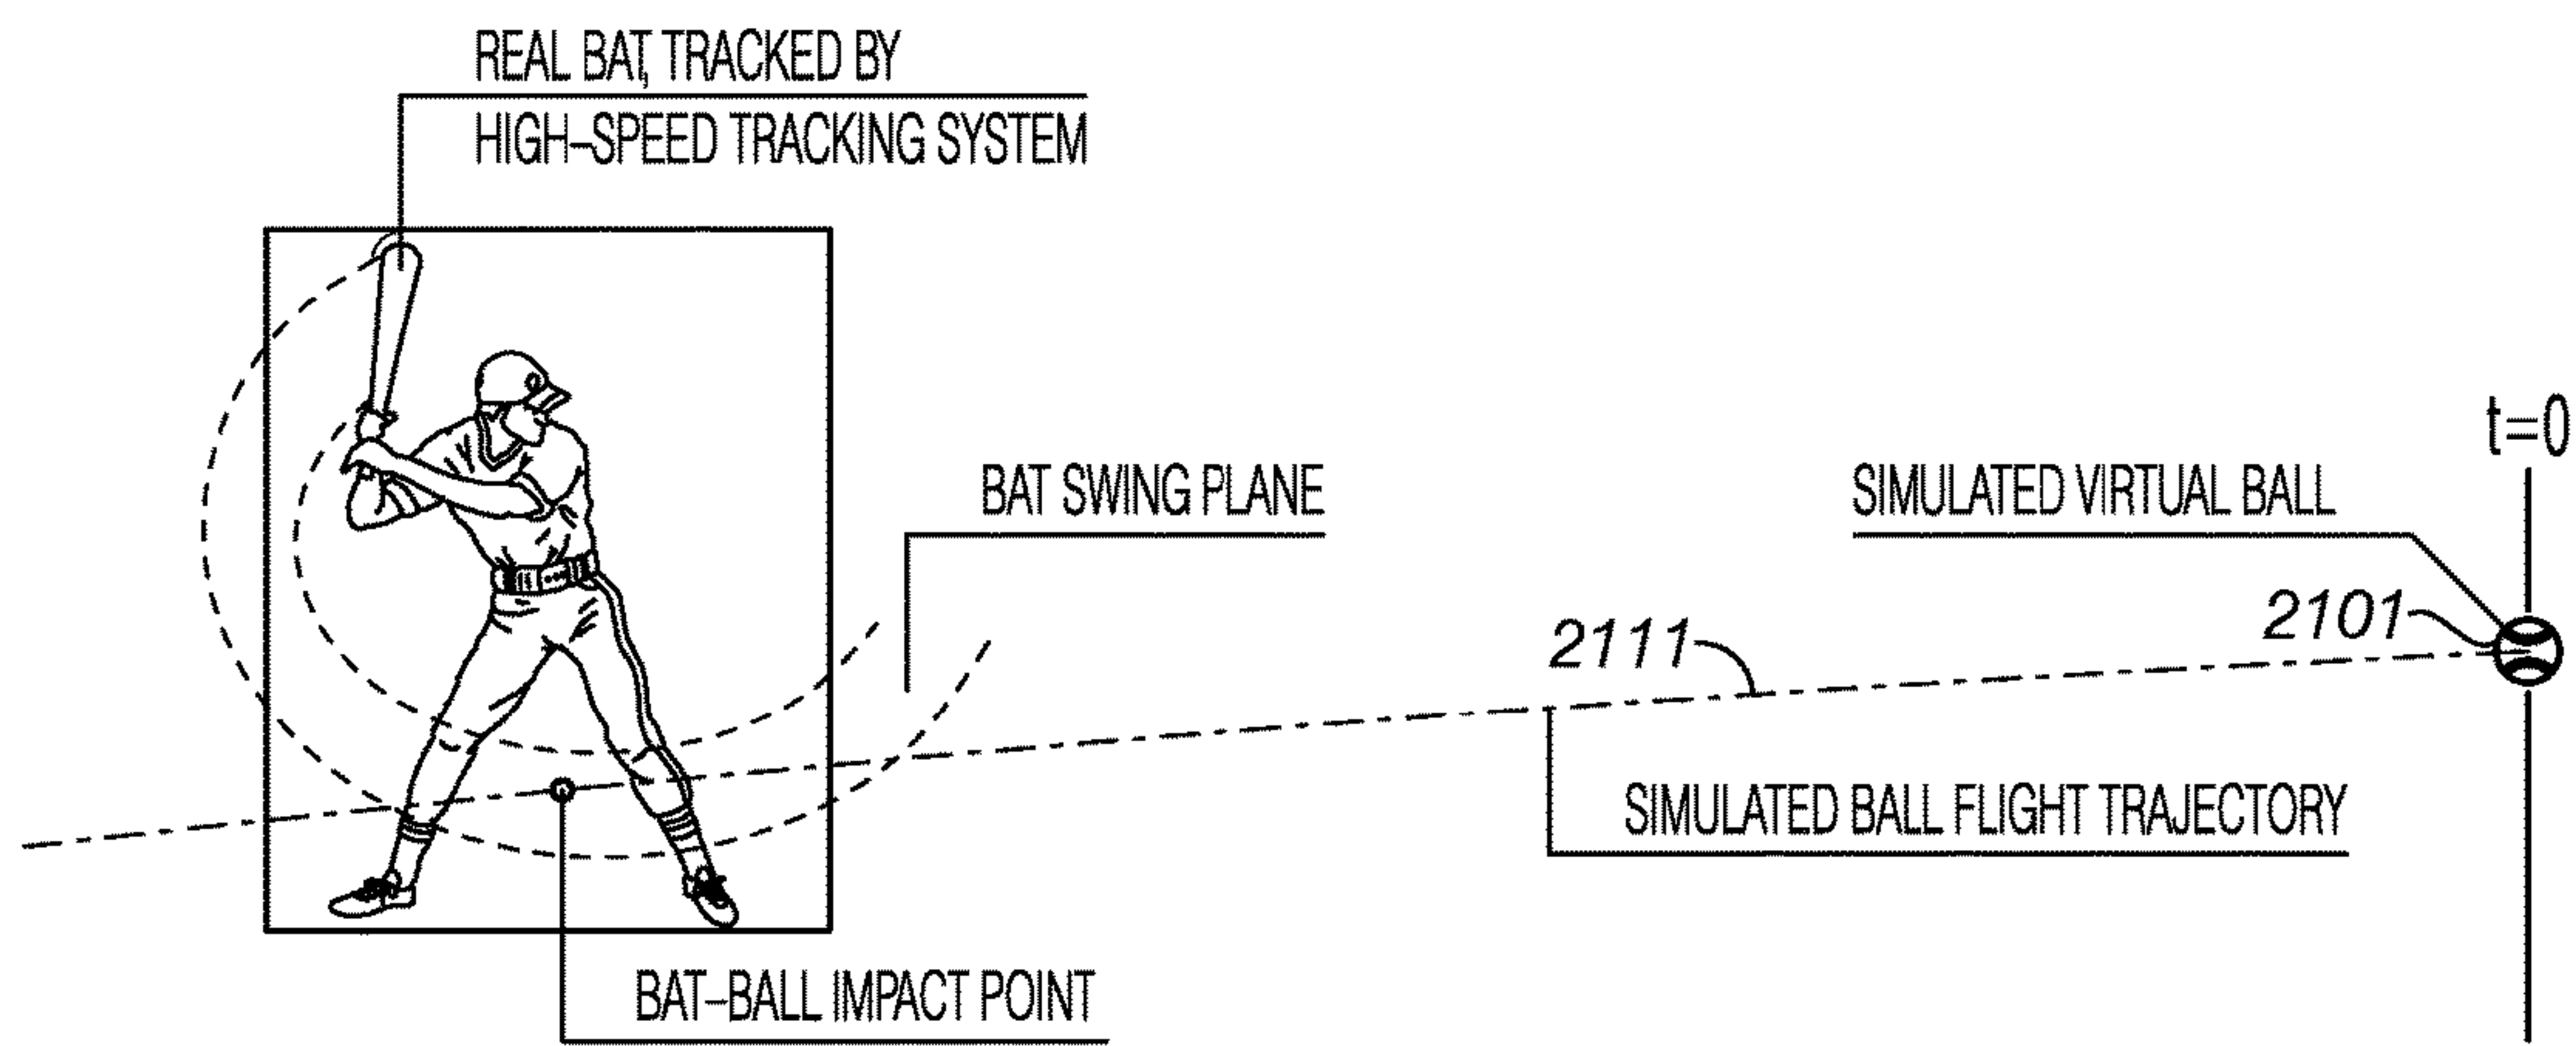 REAL BAT, TRACKED BY
HIGH-SPEED TRACKING SYSTEM
t=0
BAT SWING PLANE
SIMULATED VIRTUAL BALL
2101
2111
SIMULATED BALL FLIGHT TRAJECTORY
BAT-BALL IMPACT POINT